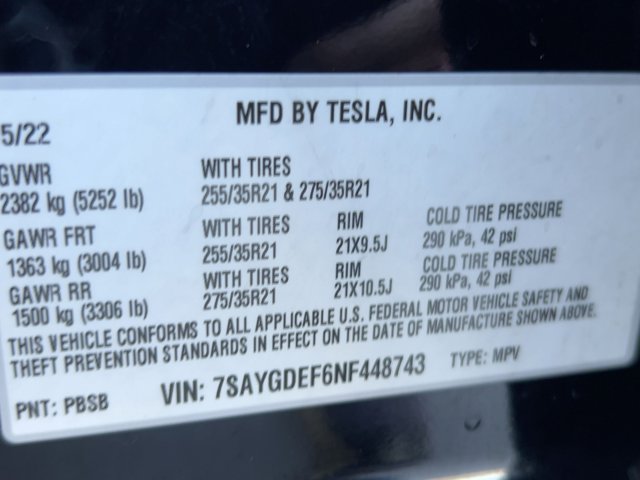 MFD BY TESLA, INC.
5/22
GVWR WITH TIRES
2382 kg (5252 lb) 255/35R21 & 275/35R21
GAWR FRT WITH TIRES RIM COLD TIRE PRESSURE
1363 kg (3004 lb) 255/35R21 21X9.5J 290 kPa, 42 psi
GAWR RR WITH TIRES RIM COLD TIRE PRESSURE
1500 kg (3306 lb) 275/35R21 21X10.5J 290 kPa, 42 psi
THIS VEHICLE CONFORMS TO ALL APPLICABLE U.S. FEDERAL MOTOR VEHICLE SAFETY AND
THEFT PREVENTION STANDARDS IN EFFECT ON THE DATE OF MANUFACTURE SHOWN ABOVE.
PNT: PBSB VIN: 7SAYGDEF6NF448743 TYPE: MPV